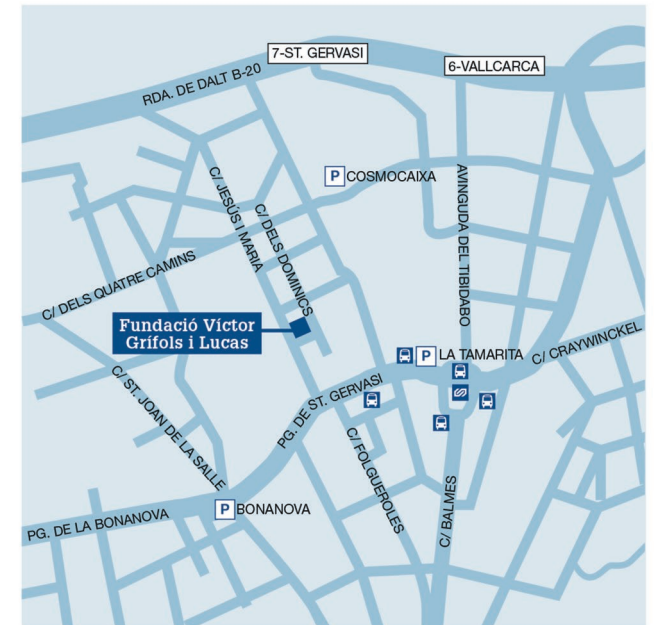 7-ST. GERVASI
6-VALLCARCA
RDA. DE DALT B-20
P COSMOCAIXA
C/ JESÚS I MARIA
C/ DELS DOMINICS
AVINGUDA DEL TIBIDABO
C/ DELS QUATRE CAMINS
Fundació Víctor
Grífols i Lucas
P LA TAMARITA
C/ CRAYWINCKEL
C/ ST. JOAN DE LA SALLE
PG. DE ST. GERVASI
C/ FOLGUEROLES
C/ BALMES
P BONANOVA
PG. DE LA BONANOVA